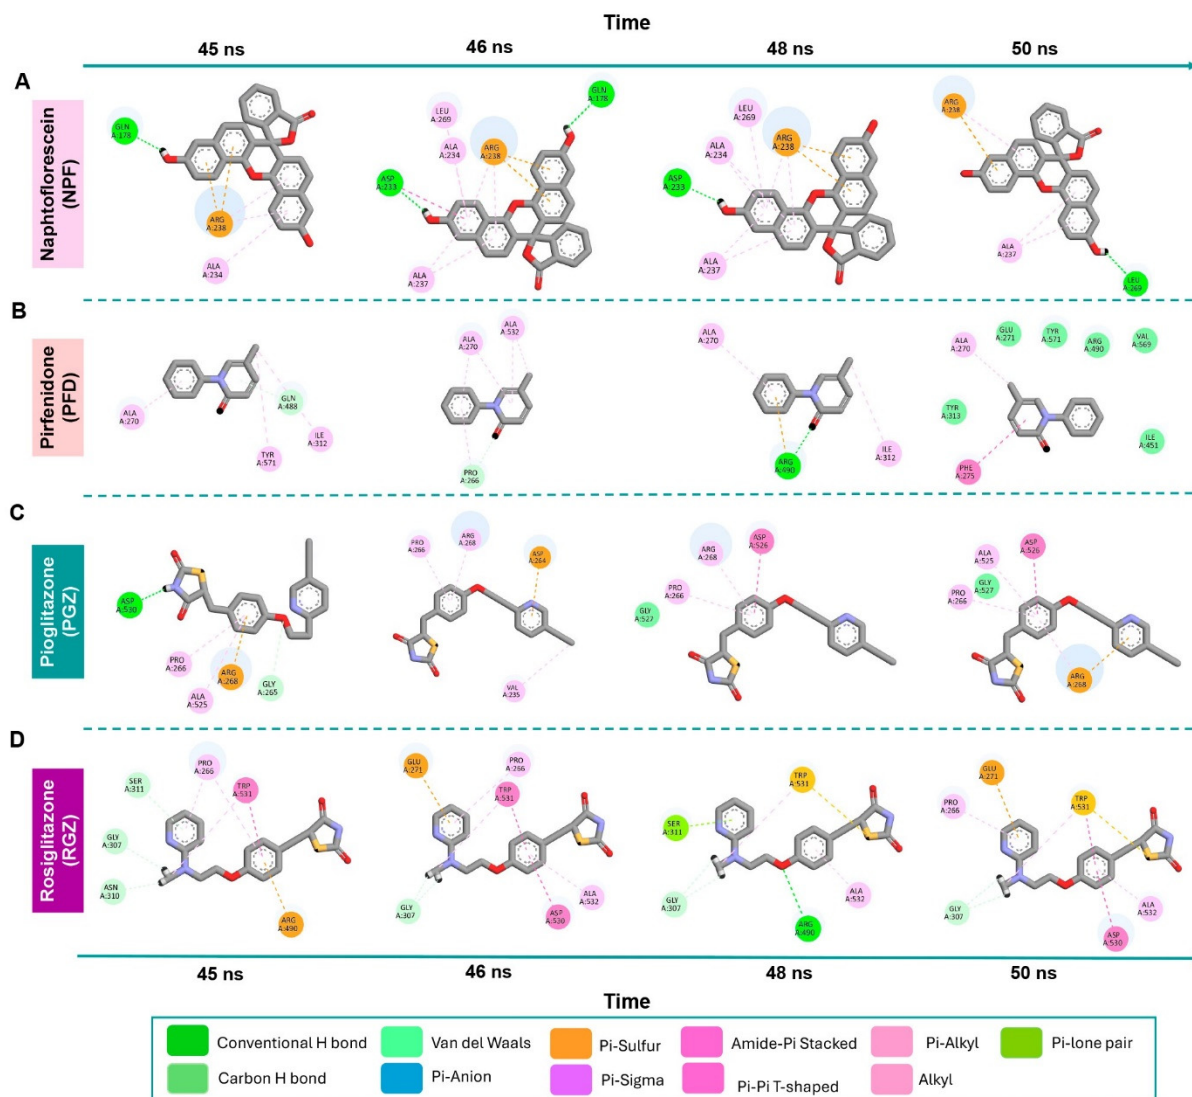 Time
45 ns
46 ns
48 ns
50 ns
A
Naphtoflorescein
(NPF)
GLN
A:178
ARG
A:238
ALA
A:234
LEU
A:269
ALA
A:234
ARG
A:238
GLN
A:178
ASP
A:233
ALA
A:237
LEU
A:269
ALA
A:234
ARG
A:238
ASP
A:233
ALA
A:237
ARG
A:238
ALA
A:237
LEU
A:269
B
Pirfenidone
(PFD)
ALA
A:270
GLN
A:488
TYR
A:571
ILE
A:312
ALA
A:270
ALA
A:532
PRO
A:266
ALA
A:270
ARG
A:490
ILE
A:312
ALA
A:270
GLU
A:271
TYR
A:571
ARG
A:490
VAL
A:569
TYR
A:313
ILE
A:451
PHE
A:275
C
Pioglitazone
(PGZ)
ASP
A:530
PRO
A:266
ALA
A:525
ARG
A:268
GLY
A:265
PRO
A:266
ARG
A:268
ASP
A:264
VAL
A:235
ARG
A:268
ASP
A:526
PRO
A:266
GLY
A:527
ALA
A:525
ASP
A:526
GLY
A:527
PRO
A:266
ARG
A:268
D
Rosiglitazone
(RGZ)
SER
A:311
PRO
A:266
TRP
A:531
GLY
A:307
ASN
A:310
ARG
A:490
GLU
A:271
PRO
A:266
TRP
A:531
GLY
A:307
ASP
A:530
ALA
A:532
TRP
A:531
SER
A:311
GLY
A:307
ARG
A:490
ALA
A:532
GLU
A:271
PRO
A:266
TRP
A:531
GLY
A:307
ASP
A:530
ALA
A:532
45 ns
46 ns
48 ns
50 ns
Time
Conventional H bond
Van del Waals
Pi-Sulfur
Amide-Pi Stacked
Pi-Alkyl
Pi-lone pair
Carbon H bond
Pi-Anion
Pi-Sigma
Pi-Pi T-shaped
Alkyl